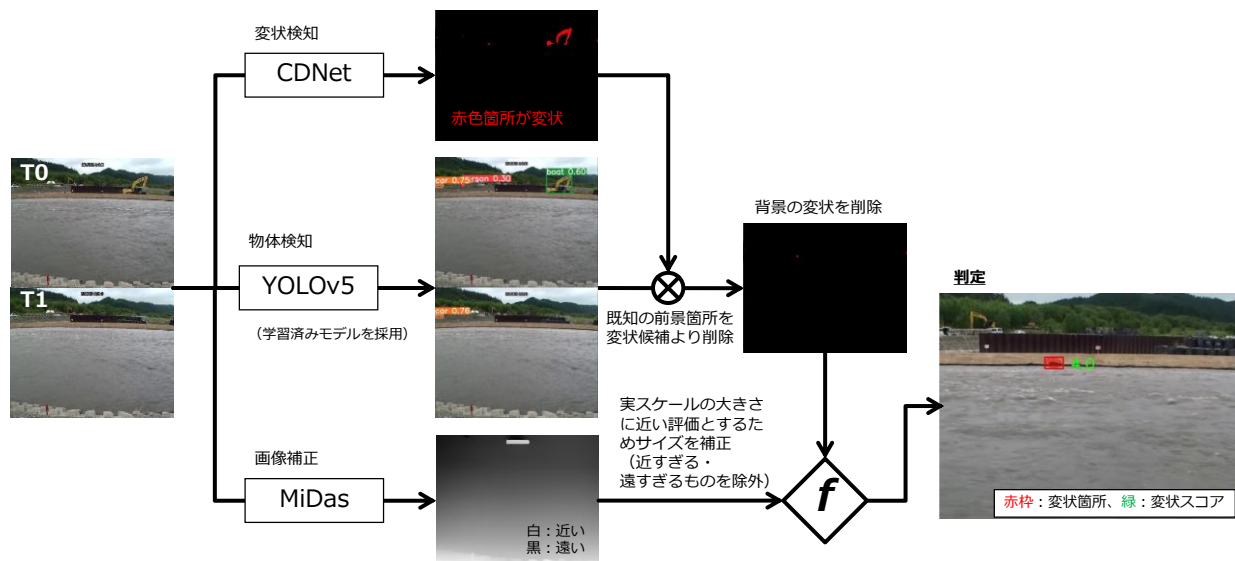 変状検知
CDNet
赤色箇所が変状
T0
car 0.75
rson 0.30
boat 0.60
背景の変状を削除
物体検知
YOLOv5
（学習済みモデルを採用）
T1
car 0.76
既知の前景箇所を
変状候補より削除
判定
実スケールの大きさ
に近い評価とするた
めサイズを補正
（近すぎる・
遠すぎるものを除外）
画像補正
MiDas
白：近い
黒：遠い
f
赤枠：変状箇所、緑：変状スコア